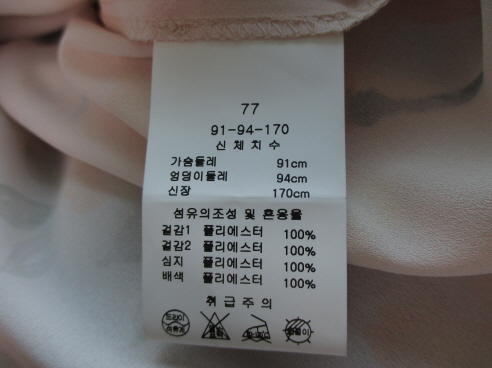 77
91-94-170
신체치수
가슴둘레 91cm
엉덩이둘레 94cm
신장 170cm
섬유의조성 및 혼용율
겉감1 폴리에스터 100%
겉감2 폴리에스터 100%
심지 폴리에스터 100%
배색 폴리에스터 100%
취급주의
드라이